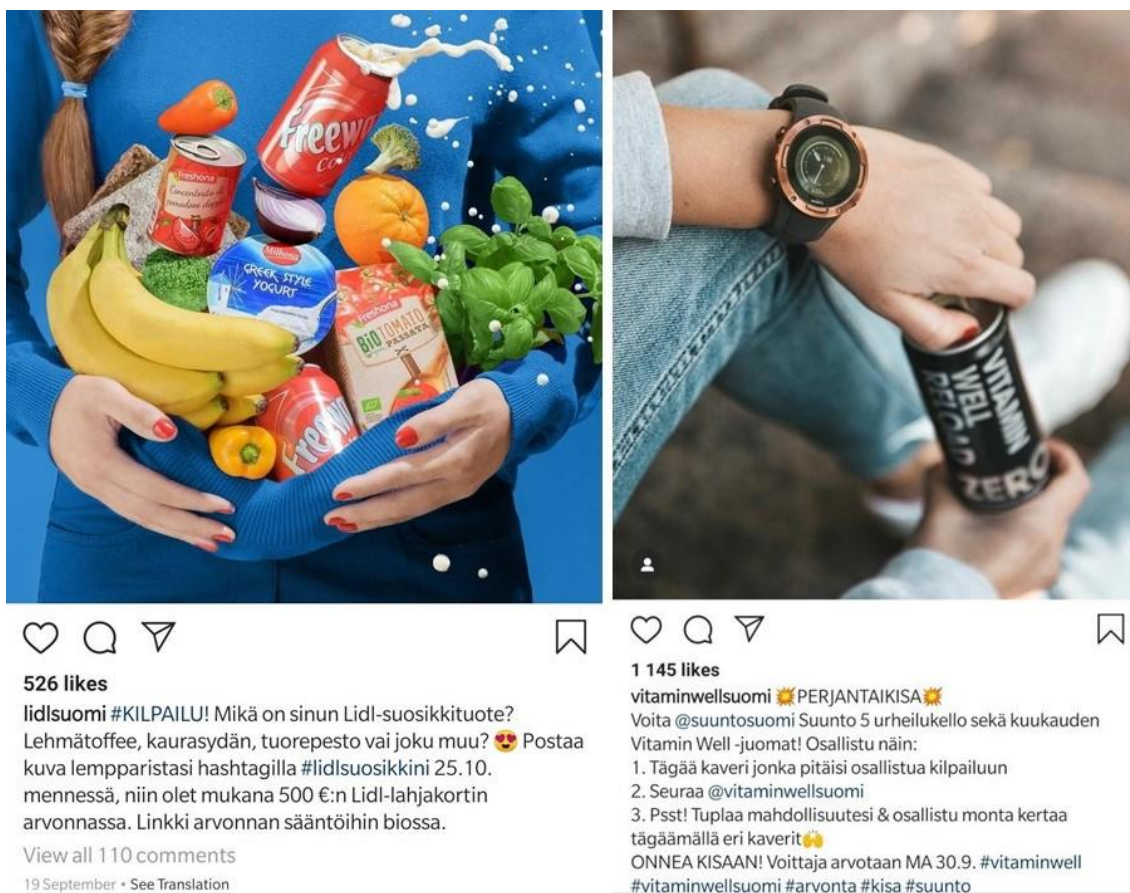 Freeway
Cola
freshona
Concentrato di
pomodoro doppio
Milbona
GREEK STYLE
YOGURT
freshona
BIO TOMATO
PASSATA
Freeway
526 likes
lidlsuomi #KILPAILU! Mikä on sinun Lidl-suosikkituote?
Lehmätoffee, kaurasydän, tuorepesto vai joku muu? 😍 Postaa
kuva lempparistasi hashtagilla #lidlsuosikkini 25.10.
mennessä, niin olet mukana 500 €:n Lidl-lahjakortin
arvonnassa. Linkki arvonnan sääntöihin biossa.
View all 110 comments
19 September • See Translation
VITAMIN
WELL
RELOAD
ZERO
1 145 likes
vitaminwellsuomi 💥PERJANTAIKISA💥
Voita @suuntosuomi Suunto 5 urheilukello sekä kuukauden
Vitamin Well -juomat! Osallistu näin:
1. Tägää kaveri jonka pitäisi osallistua kilpailuun
2. Seuraa @vitaminwellsuomi
3. Psst! Tuplaa mahdollisuutesi & osallistu monta kertaa
tägäämällä eri kaverit🙌
ONNEA KISAAN! Voittaja arvotaan MA 30.9. #vitaminwell
#vitaminwellsuomi #arvonta #kisa #suunto